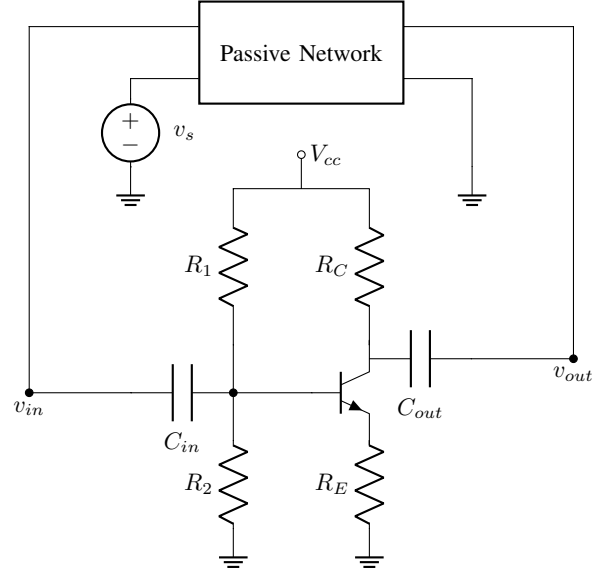 Passive Network
+
−
v_s
V_cc
R_1
R_C
v_out
v_in
C_in
C_out
R_2
R_E